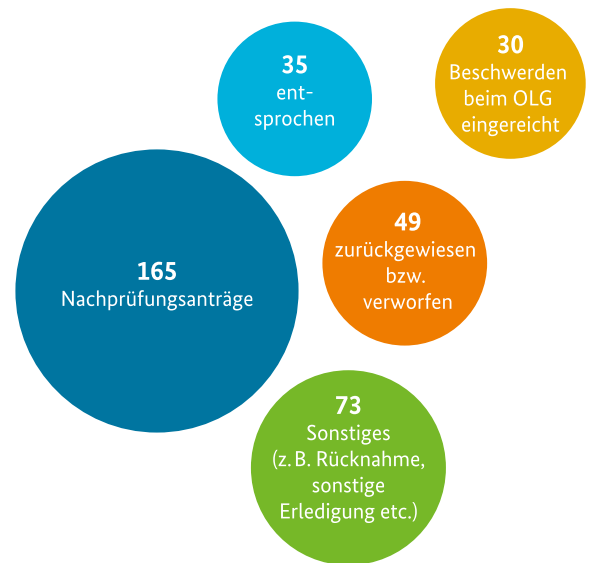 35
ent-
sprochen
30
Beschwerden
beim OLG
eingereicht
165
Nachprüfungsanträge
49
zurückgewiesen
bzw.
verworfen
73
Sonstiges
(z. B. Rücknahme,
sonstige
Erledigung etc.)